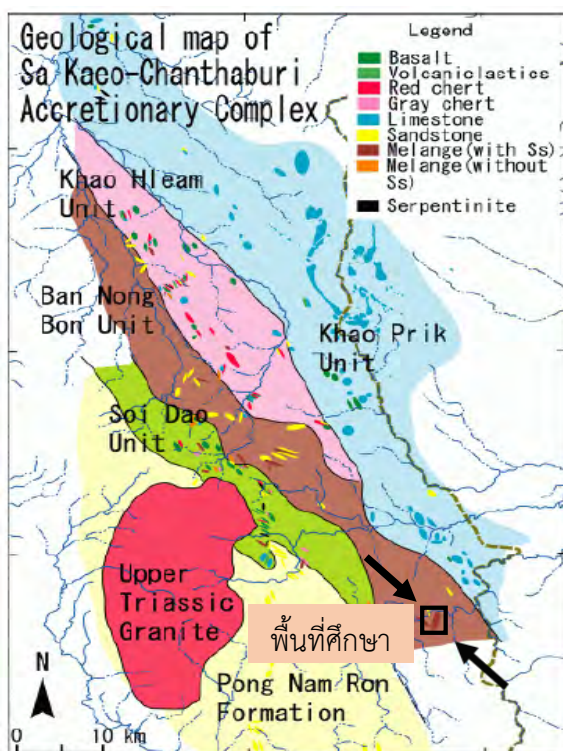 Geological map of
Sa Kaeo-Chanthaburi
Accretionary Complex
Legend
Basalt
Volcaniclastics
Red chert
Gray chert
Limestone
Sandstone
Melange(with Ss)
Melange(without
Ss)
Serpentinite
Khao Hleam
Unit
Ban Nong
Bon Unit
Khao Prik
Unit
Soi Dao
Unit
Upper
Triassic
Granite
พื้นที่ศึกษา
Pong Nam Ron
Formation
N
0 10 km